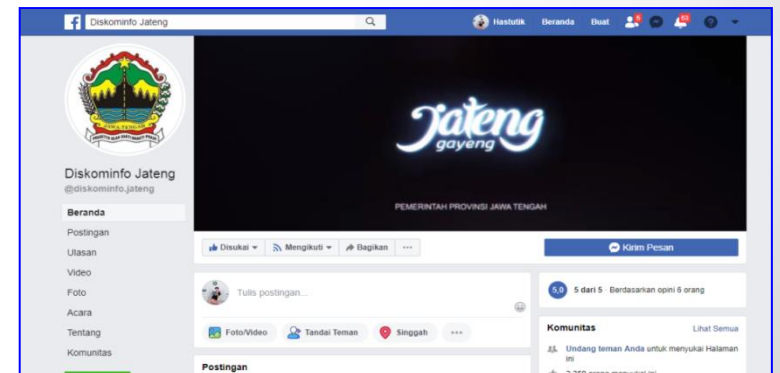 Diskominfo Jateng
Hastutik Beranda Buat
Jateng
gayeng
PEMERINTAH PROVINSI JAWA TENGAH
JAWA TENGAH
Diskominfo Jateng
@diskominfo.jateng
Beranda
Postingan
Ulasan
Video
Foto
Acara
Tentang
Komunitas
Disukai Mengikuti Bagikan ...
Kirim Pesan
Tulis postingan...
Foto/Video Tandai Teman Singgah ...
Postingan
5,0 5 dari 5 · Berdasarkan opini 6 orang
Komunitas Lihat Semua
Undang teman Anda untuk menyukai Halaman
ini